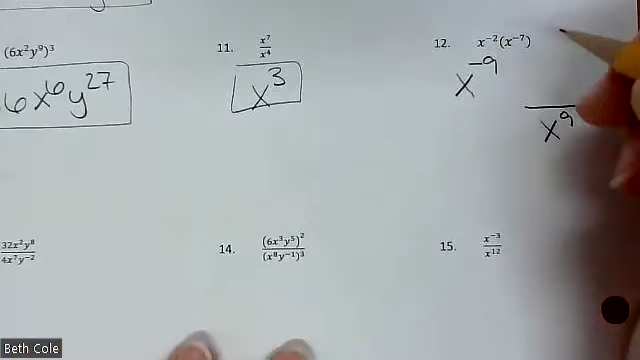 (6x²y⁹)³
6x⁶y²⁷
11. x⁷/x⁴
x³
12. x⁻²(x⁻⁷)
x⁻⁹
/x⁹
32x²y⁸/4x⁷y⁻²
14. (6x³y⁵)²/(x⁸y⁻¹)³
15. x⁻³/x¹²
Beth Cole